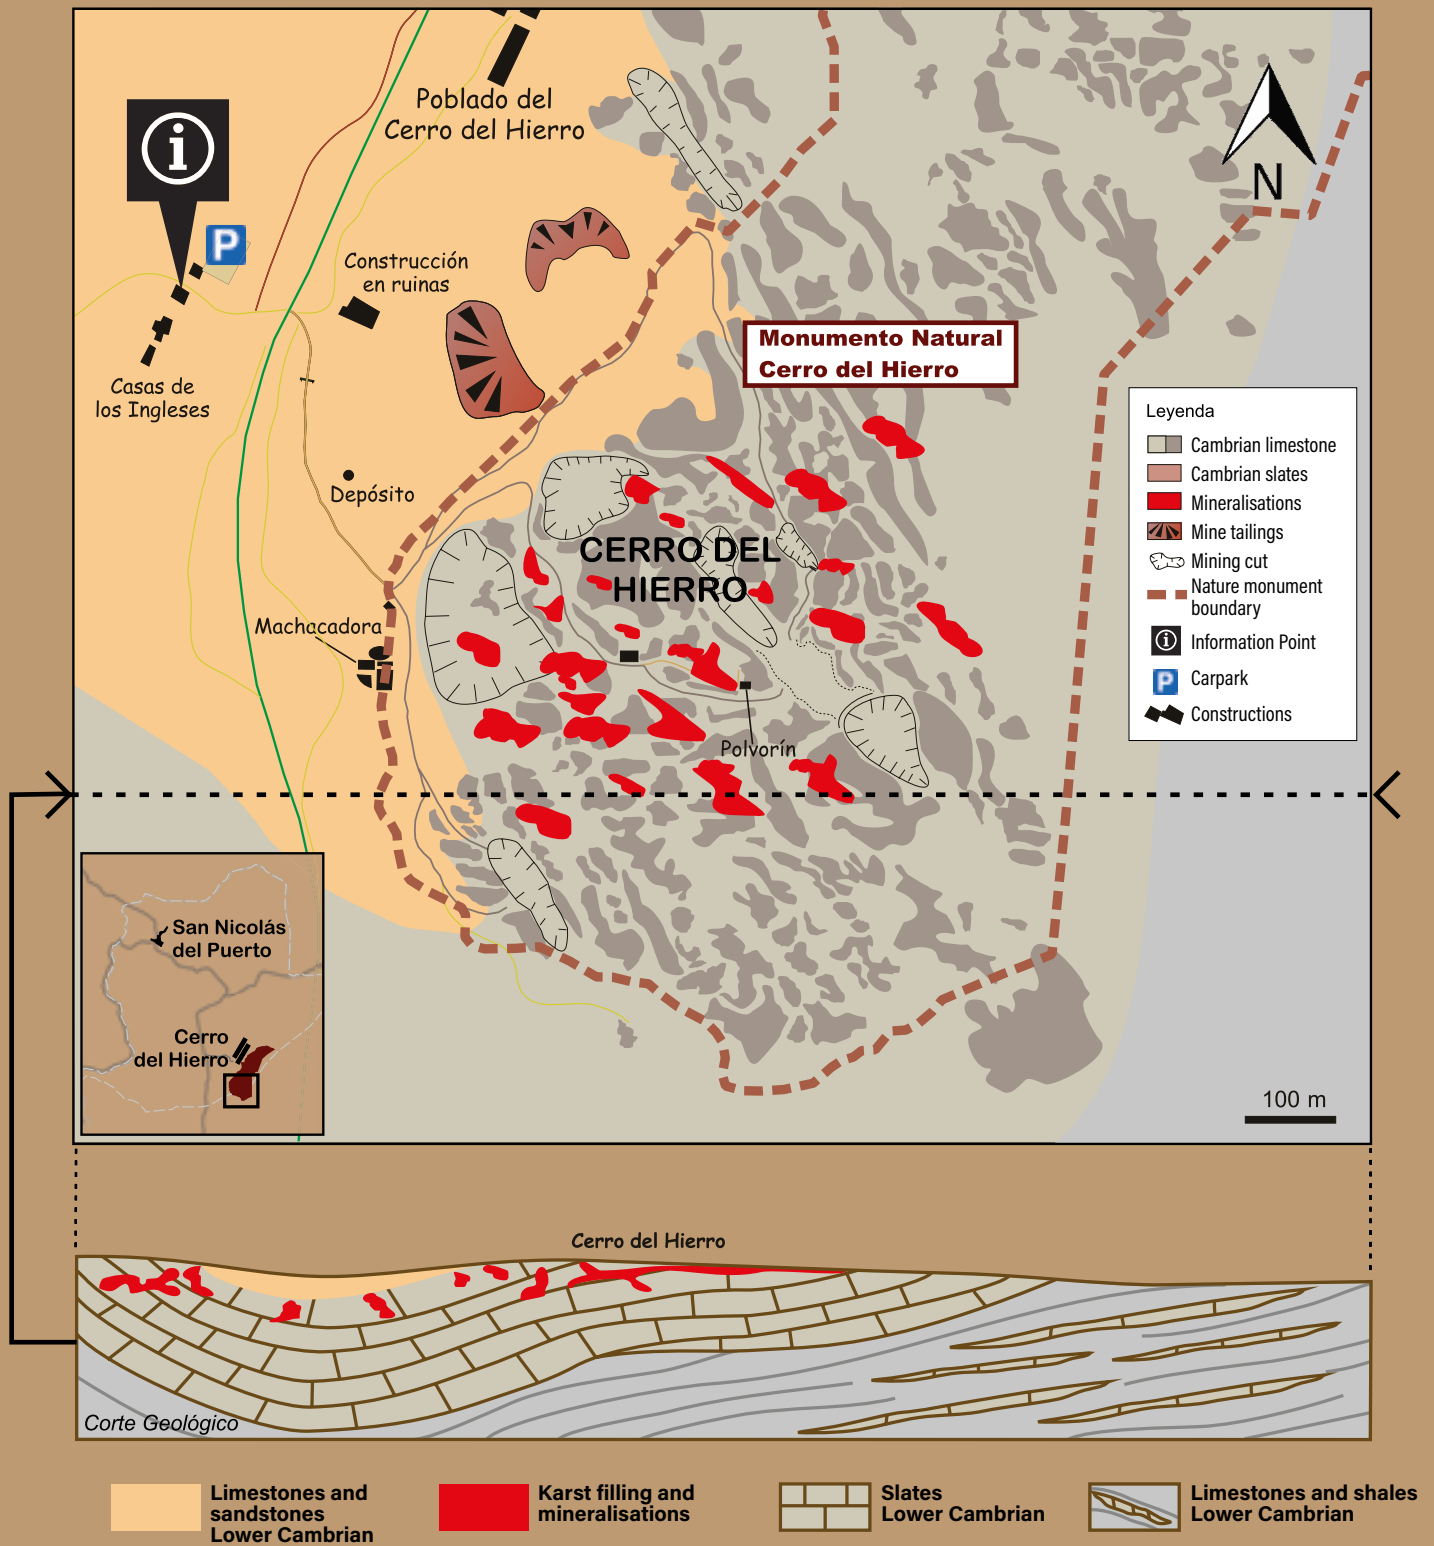 Poblado del
Cerro del Hierro
i
P
Construcción
en ruinas
Casas de
los Ingleses
N
Monumento Natural
Cerro del Hierro
Leyenda
Cambrian limestone
Cambrian slates
Mineralisations
Mine tailings
Mining cut
Nature monument
boundary
i
Information Point
P
Carpark
Constructions
Depósito
CERRO DEL
HIERRO
Machacadora
Polvorín
San Nicolás
del Puerto
Cerro
del Hierro
100 m
Cerro del Hierro
Corte Geológico
Limestones and
sandstones
Lower Cambrian
Karst filling and
mineralisations
Slates
Lower Cambrian
Limestones and shales
Lower Cambrian